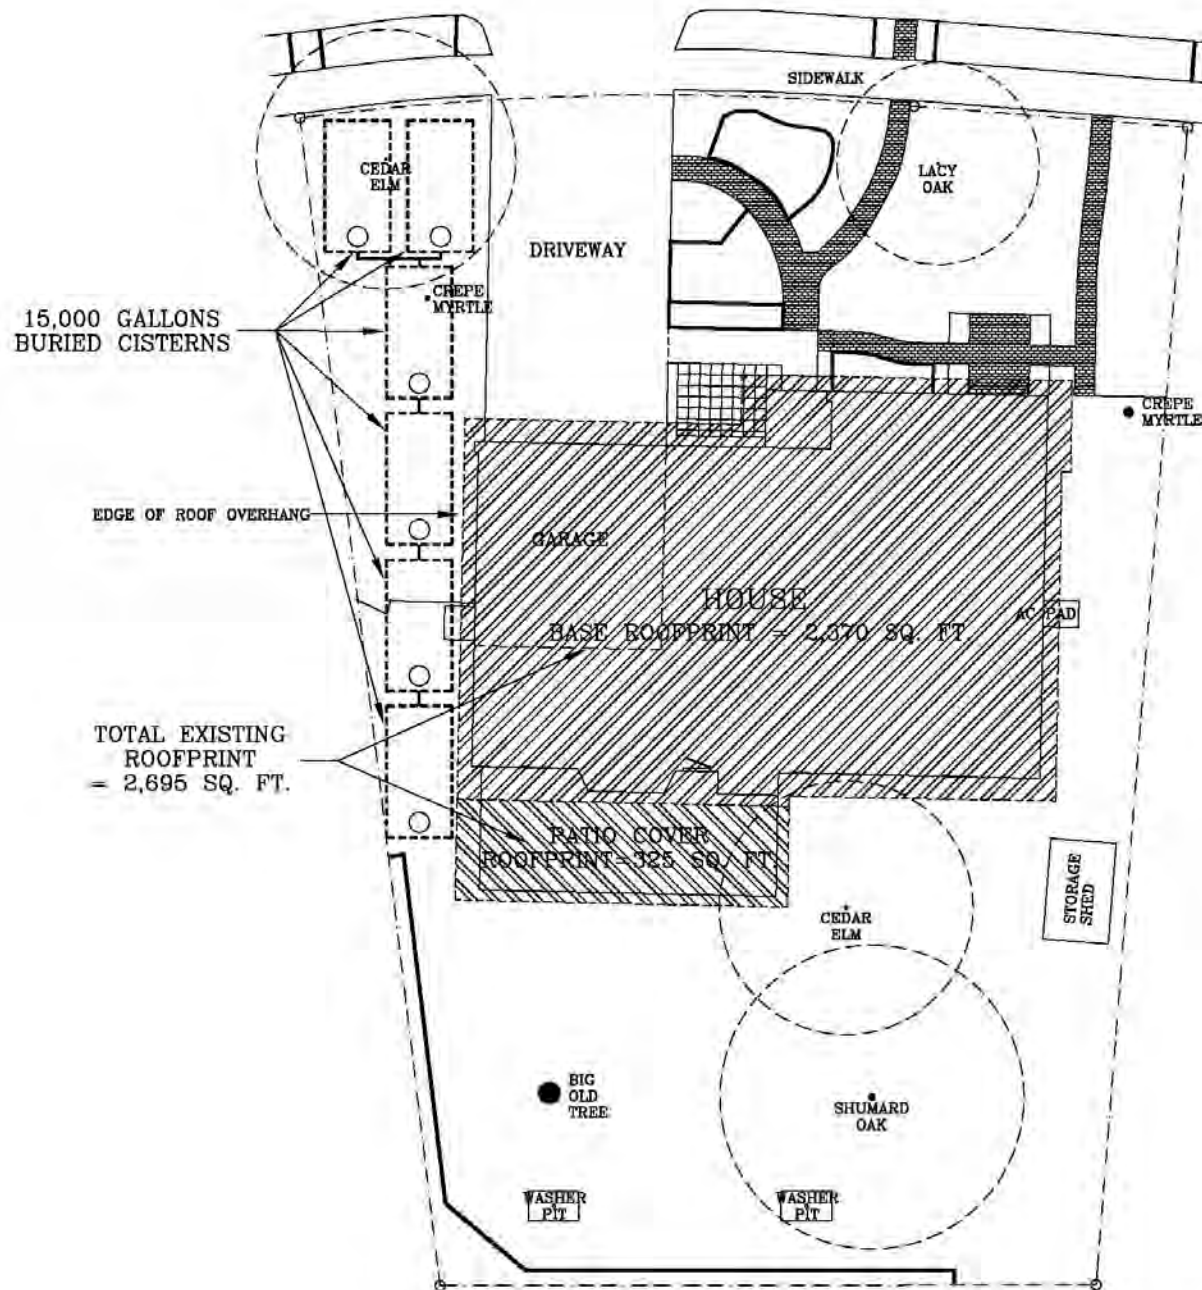 SIDEWALK
CEDAR
ELM
LACY
OAK
DRIVEWAY
CREPE
MYRTLE
15,000 GALLONS
BURIED CISTERNS
CREPE
MYRTLE
EDGE OF ROOF OVERHANG
GARAGE
HOUSE
BASE ROOFPRINT = 2,370 SQ. FT.
AC PAD
TOTAL EXISTING
ROOFPRINT
= 2,695 SQ. FT.
PATIO COVER
ROOFPRINT=325 SQ. FT.
STORAGE
SHED
CEDAR
ELM
BIG
OLD
TREE
SHUMARD
OAK
WASHER
PIT
WASHER
PIT